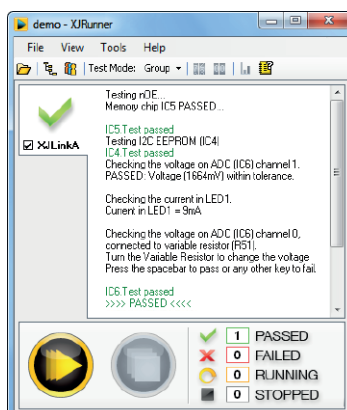 demo - XJRunner
File View Tools Help
Test Mode: Group
Testing nOE...
Memory chip IC5 PASSED...
IC5.Test passed
Testing I2C EEPROM (IC4)
IC4.Test passed
Checking the voltage on ADC (IC6) channel 1.
PASSED: Voltage (1664mV) within tolerance.
Checking the current in LED1.
Current in LED1 = 9mA
Checking the voltage on ADC (IC6) channel 0,
connected to variable resistor (R51).
Turn the Variable Resistor to change the voltage
Press the spacebar to pass or any other key to fail.
IC6.Test passed
>>>> PASSED <<<<
XJLinkA
1 PASSED
0 FAILED
0 RUNNING
0 STOPPED